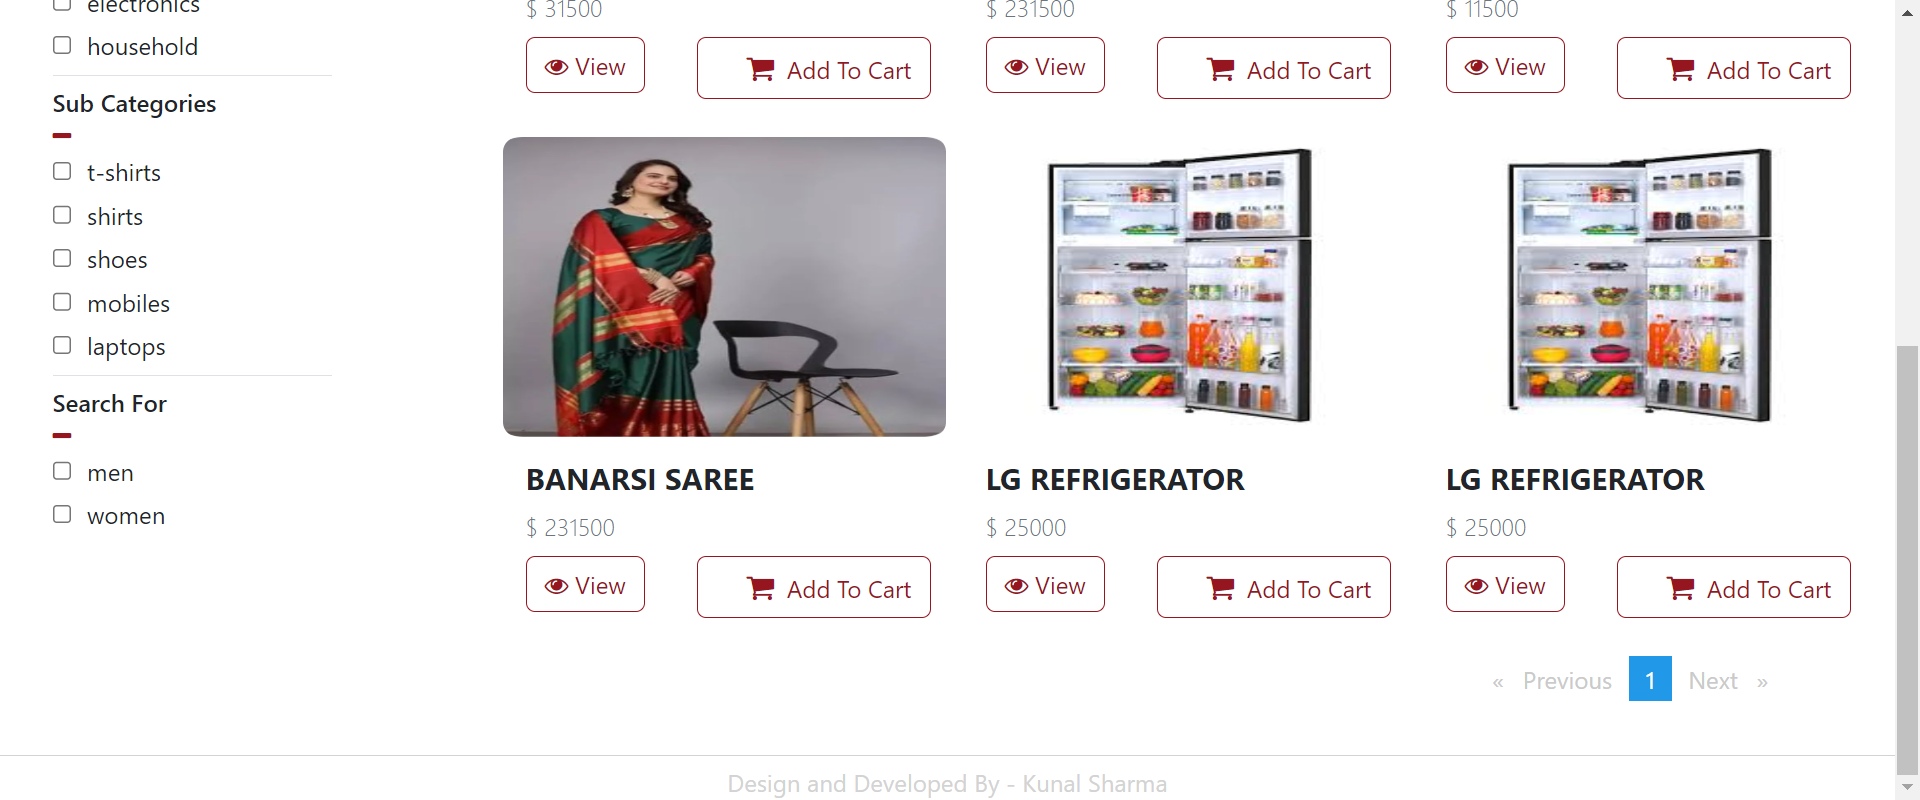 electronics
household
Sub Categories
t-shirts
shirts
shoes
mobiles
laptops
Search For
men
women
$ 31500
$ 231500
$ 11500
View
Add To Cart
View
Add To Cart
View
Add To Cart
BANARSI SAREE
LG REFRIGERATOR
LG REFRIGERATOR
$ 231500
$ 25000
$ 25000
View
Add To Cart
View
Add To Cart
View
Add To Cart
« Previous 1 Next »
Design and Developed By - Kunal Sharma